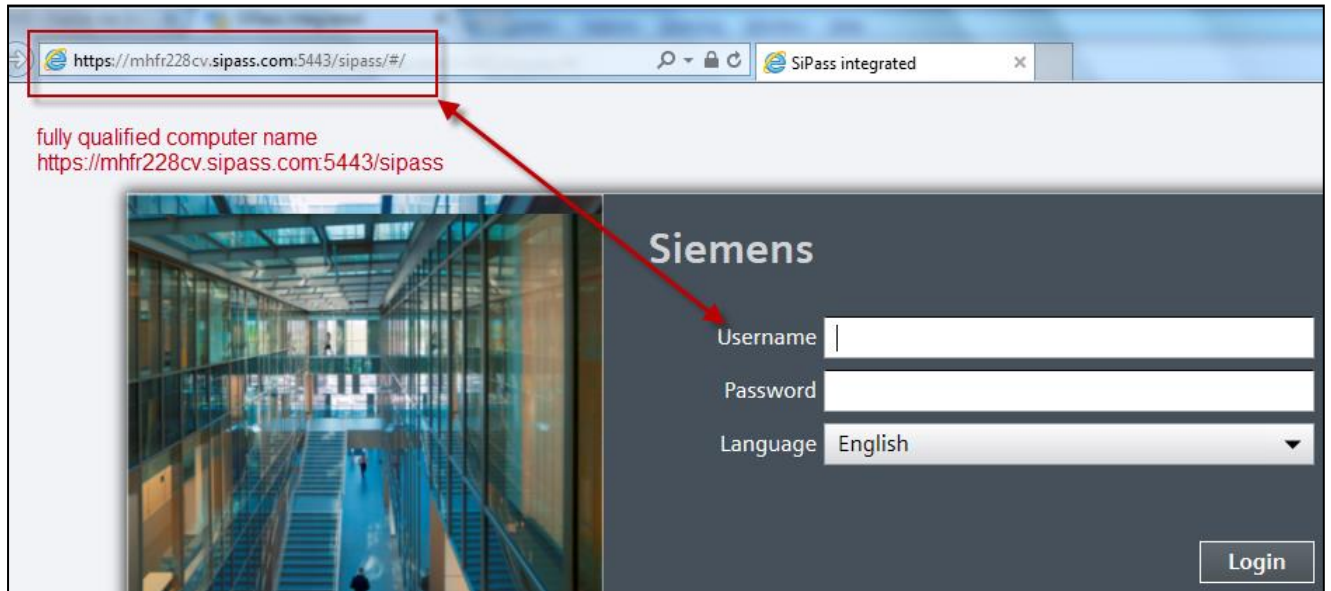 https://mhfr228cv.sipass.com:5443/sipass/#/
SiPass integrated
fully qualified computer name
https://mhfr228cv.sipass.com:5443/sipass
Siemens
Username
Password
Language English
Login